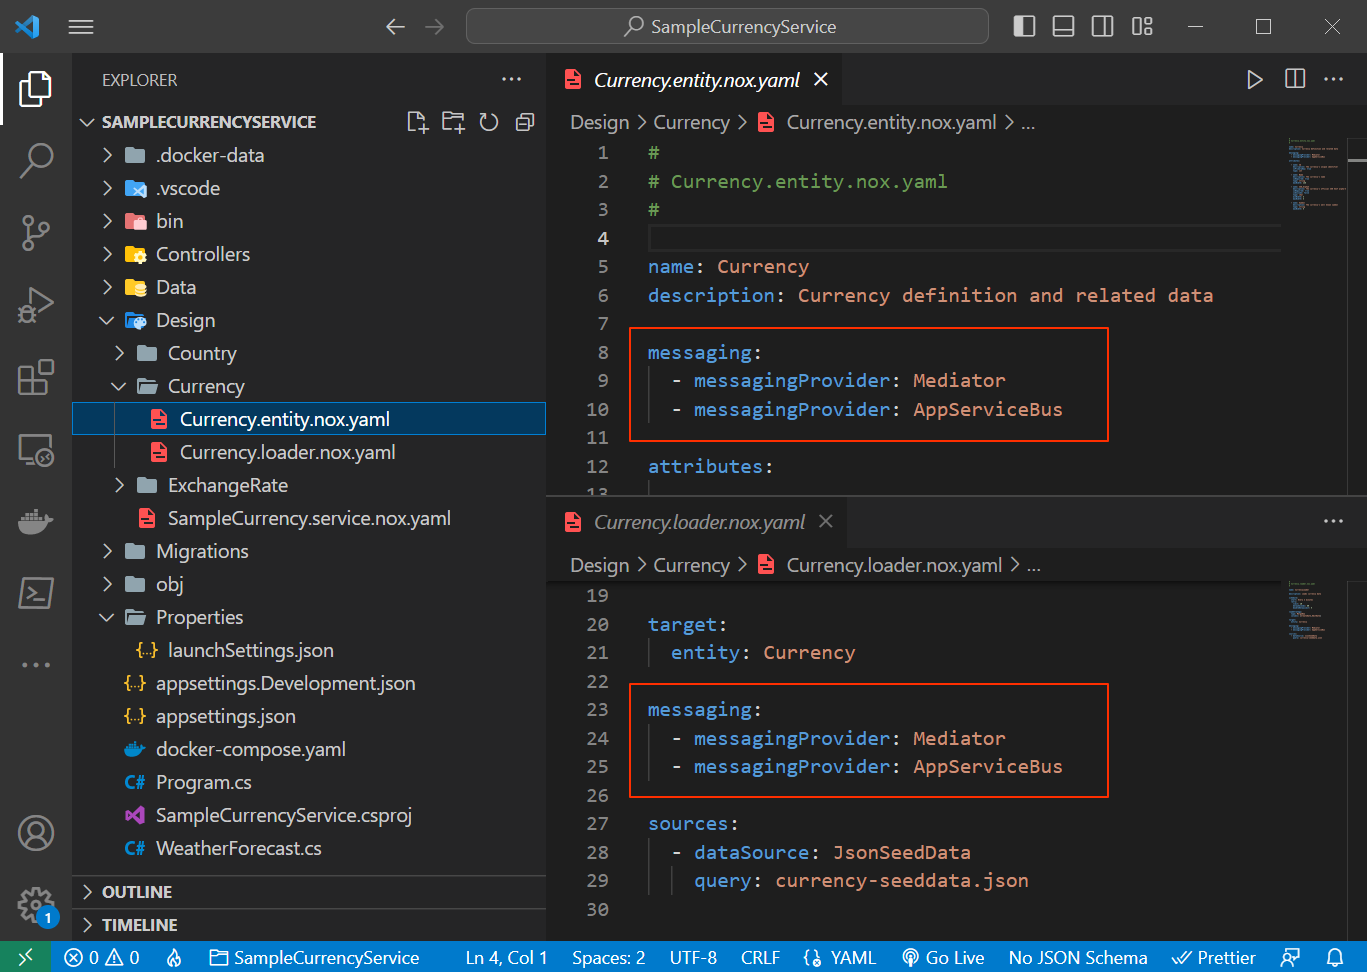 SampleCurrencyService
EXPLORER
SAMPLECURRENCYSERVICE
.docker-data
.vscode
bin
Controllers
Data
Design
Country
Currency
Currency.entity.nox.yaml
Currency.loader.nox.yaml
ExchangeRate
SampleCurrency.service.nox.yaml
Migrations
obj
Properties
{..} launchSettings.json
{..} appsettings.Development.json
{..} appsettings.json
docker-compose.yaml
C# Program.cs
SampleCurrencyService.csproj
C# WeatherForecast.cs
OUTLINE
TIMELINE
Currency.entity.nox.yaml
Design > Currency > Currency.entity.nox.yaml > ...
1 #
2 # Currency.entity.nox.yaml
3 #
4
5 name: Currency
6 description: Currency definition and related data
7
8 messaging:
9 - messagingProvider: Mediator
10 - messagingProvider: AppServiceBus
11
12 attributes:
13
Currency.loader.nox.yaml
Design > Currency > Currency.loader.nox.yaml > ...
19
20 target:
21 entity: Currency
22
23 messaging:
24 - messagingProvider: Mediator
25 - messagingProvider: AppServiceBus
26
27 sources:
28 - dataSource: JsonSeedData
29 query: currency-seeddata.json
30
1
0 0 SampleCurrencyService Ln 4, Col 1 Spaces: 2 UTF-8 CRLF YAML Go Live No JSON Schema Prettier